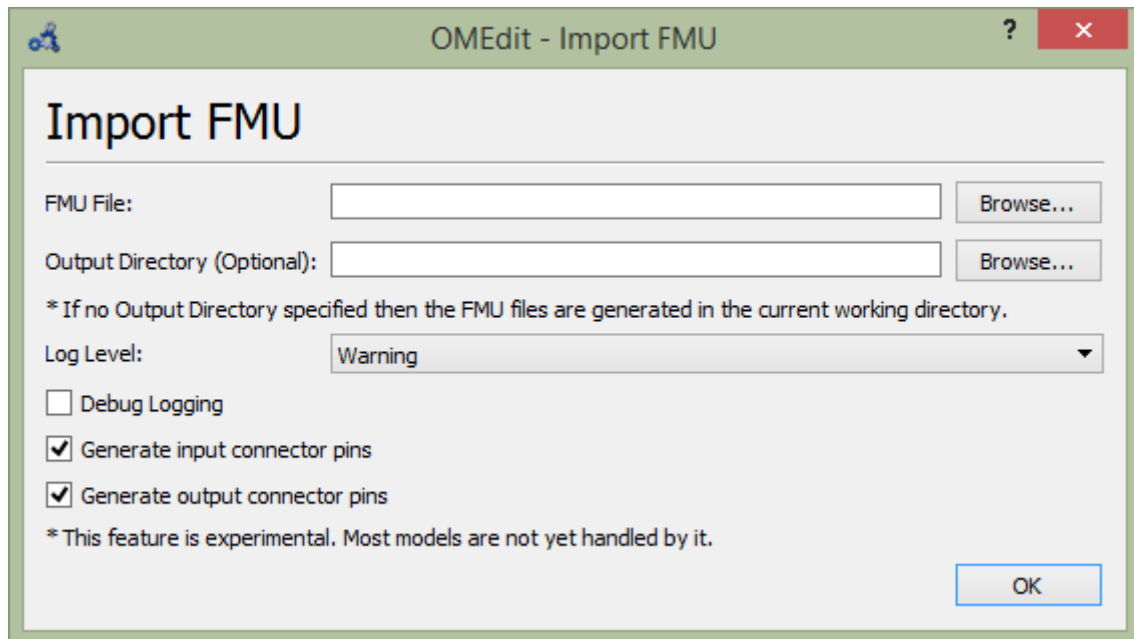 OMEdit - Import FMU
?
Import FMU
FMU File:
Browse...
Output Directory (Optional):
Browse...
* If no Output Directory specified then the FMU files are generated in the current working directory.
Log Level:
Warning
Debug Logging
Generate input connector pins
Generate output connector pins
* This feature is experimental. Most models are not yet handled by it.
OK